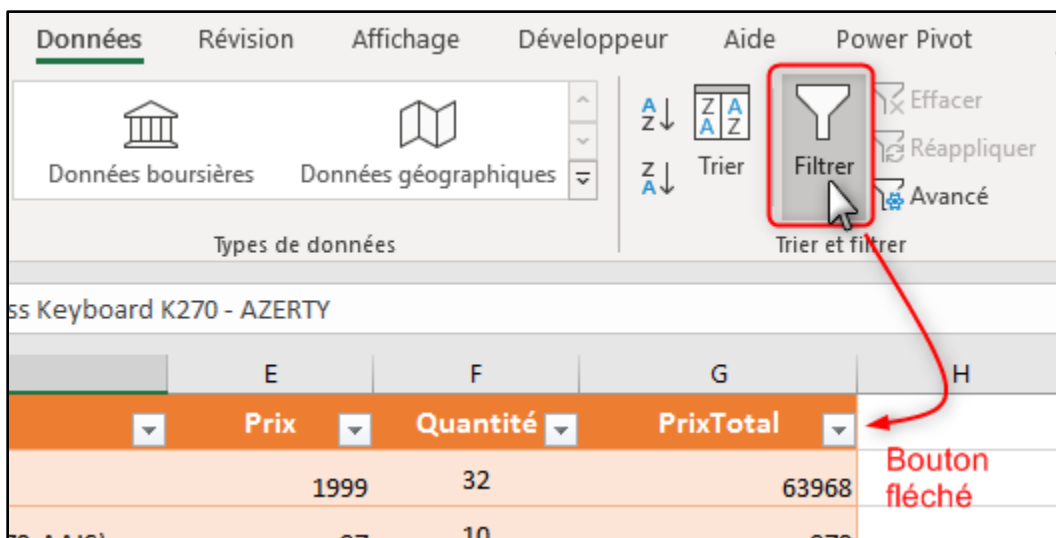 Données Révision Affichage Développeur Aide Power Pivot
Effacer
Réappliquer
Avancé
Données boursières Données géographiques Trier Filtrer
Types de données Trier et filtrer
ss Keyboard K270 - AZERTY
E F G H
Prix Quantité PrixTotal
Bouton
fléché
1999 32 63968
10